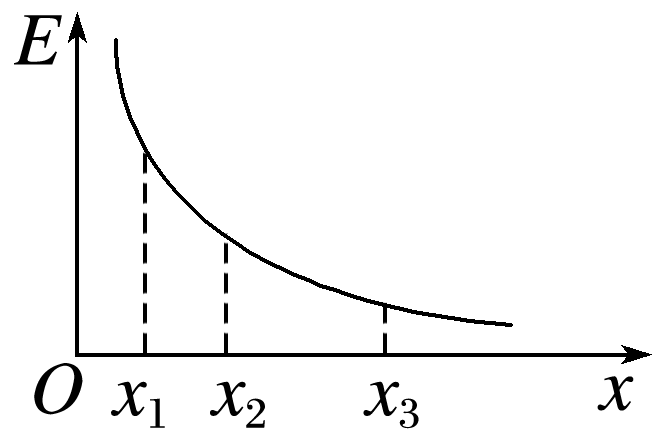 E
O x₁ x₂ x₃ x